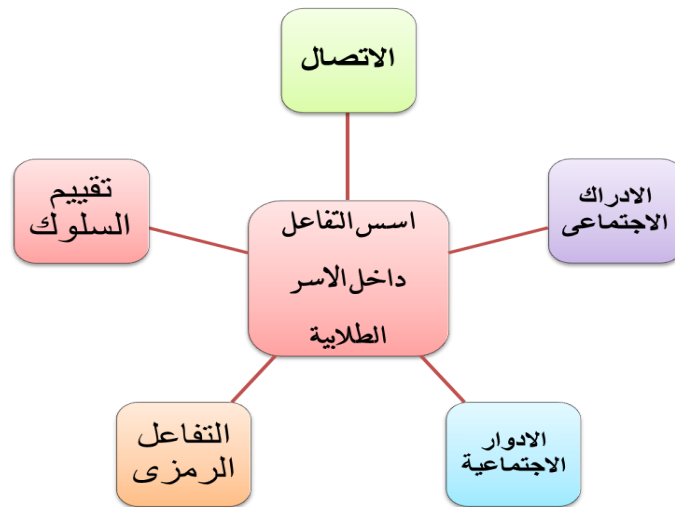 الاتصال
الادراك
الاجتماعى
الادوار
الاجتماعية
التفاعل
الرمزى
تقييم
السلوك
اسس التفاعل
داخل الاسر
الطلابية